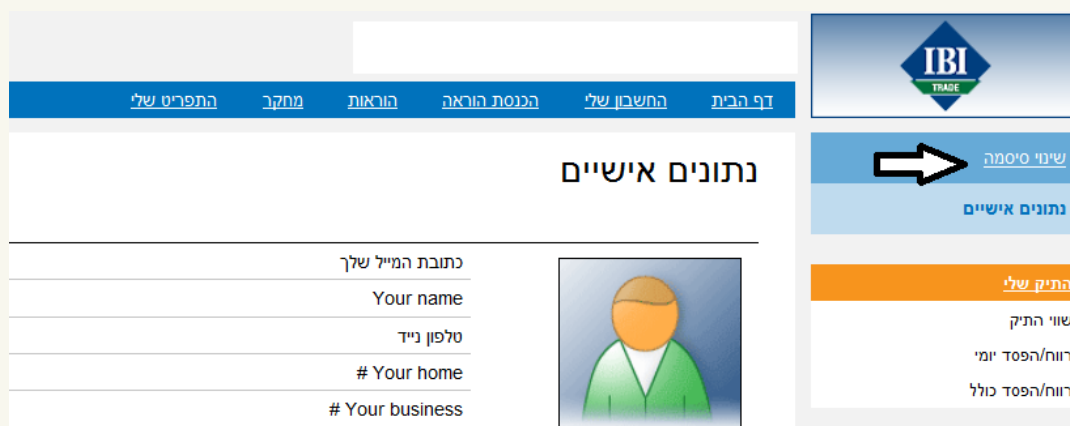 IBI
TRADE
דף הבית החשבון שלי הכנסת הוראה הוראות מחקר התפריט שלי
שינוי סיסמה
נתונים אישיים
נתונים אישיים
כתובת המייל שלך
Your name
טלפון נייד
# Your home
# Your business
התיק שלי
שווי התיק
רווח/הפסד יומי
רווח/הפסד כולל